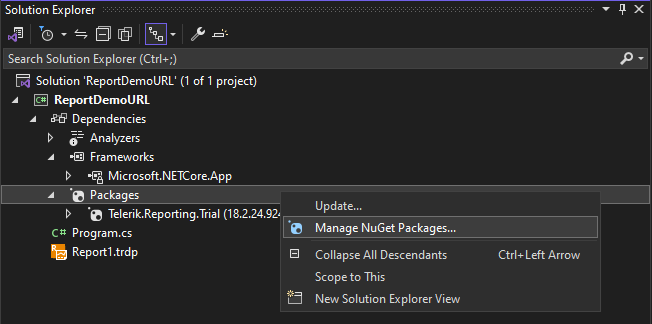 Solution Explorer
Search Solution Explorer (Ctrl+;)
Solution 'ReportDemoURL' (1 of 1 project)
C# ReportDemoURL
Dependencies
Analyzers
Frameworks
Microsoft.NETCore.App
Packages
Telerik.Reporting.Trial (18.2.24.924
C# Program.cs
Report1.trdp
Update...
Manage NuGet Packages...
Collapse All Descendants Ctrl+Left Arrow
Scope to This
New Solution Explorer View